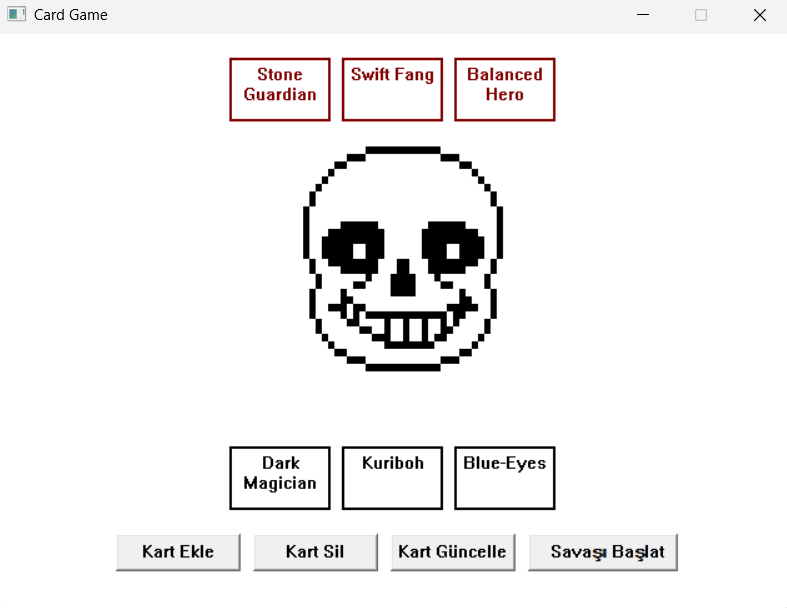 Card Game
Stone
Guardian
Swift Fang
Balanced
Hero
Dark
Magician
Kuriboh
Blue-Eyes
Kart Ekle
Kart Sil
Kart Güncelle
Savaşı Başlat